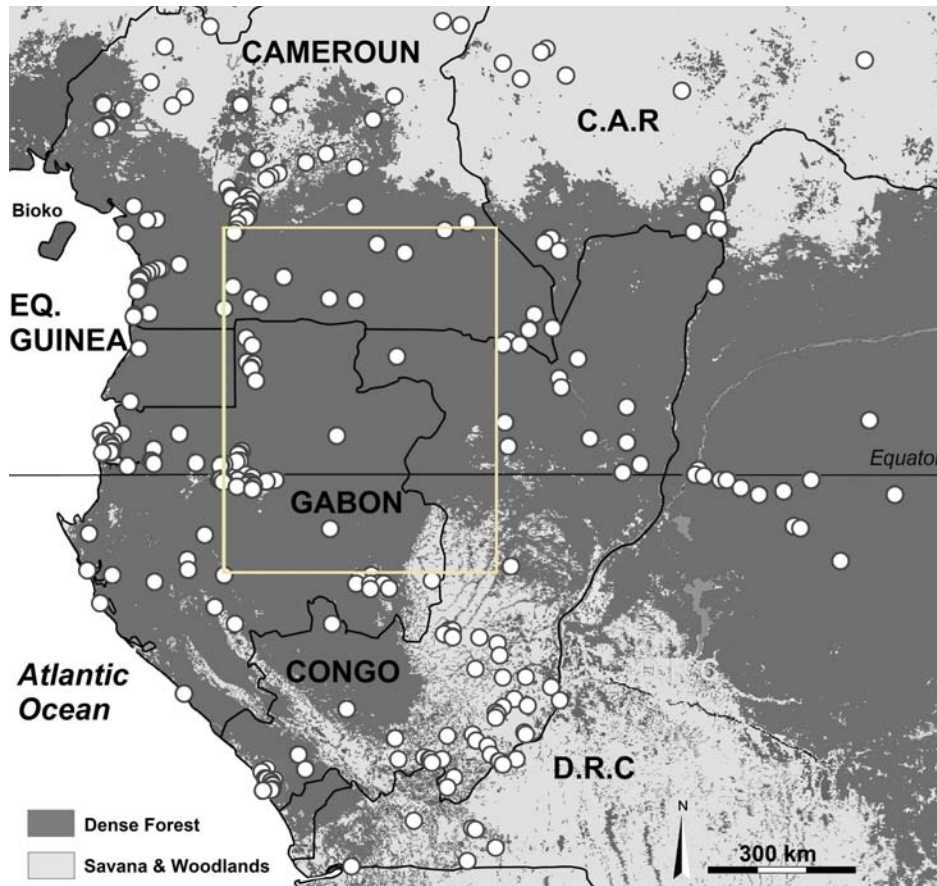 CAMEROUN
C.A.R
Bioko
EQ.
GUINEA
Equator
GABON
CONGO
Atlantic
Ocean
D.R.C
Dense Forest
Savana & Woodlands
N
300 km